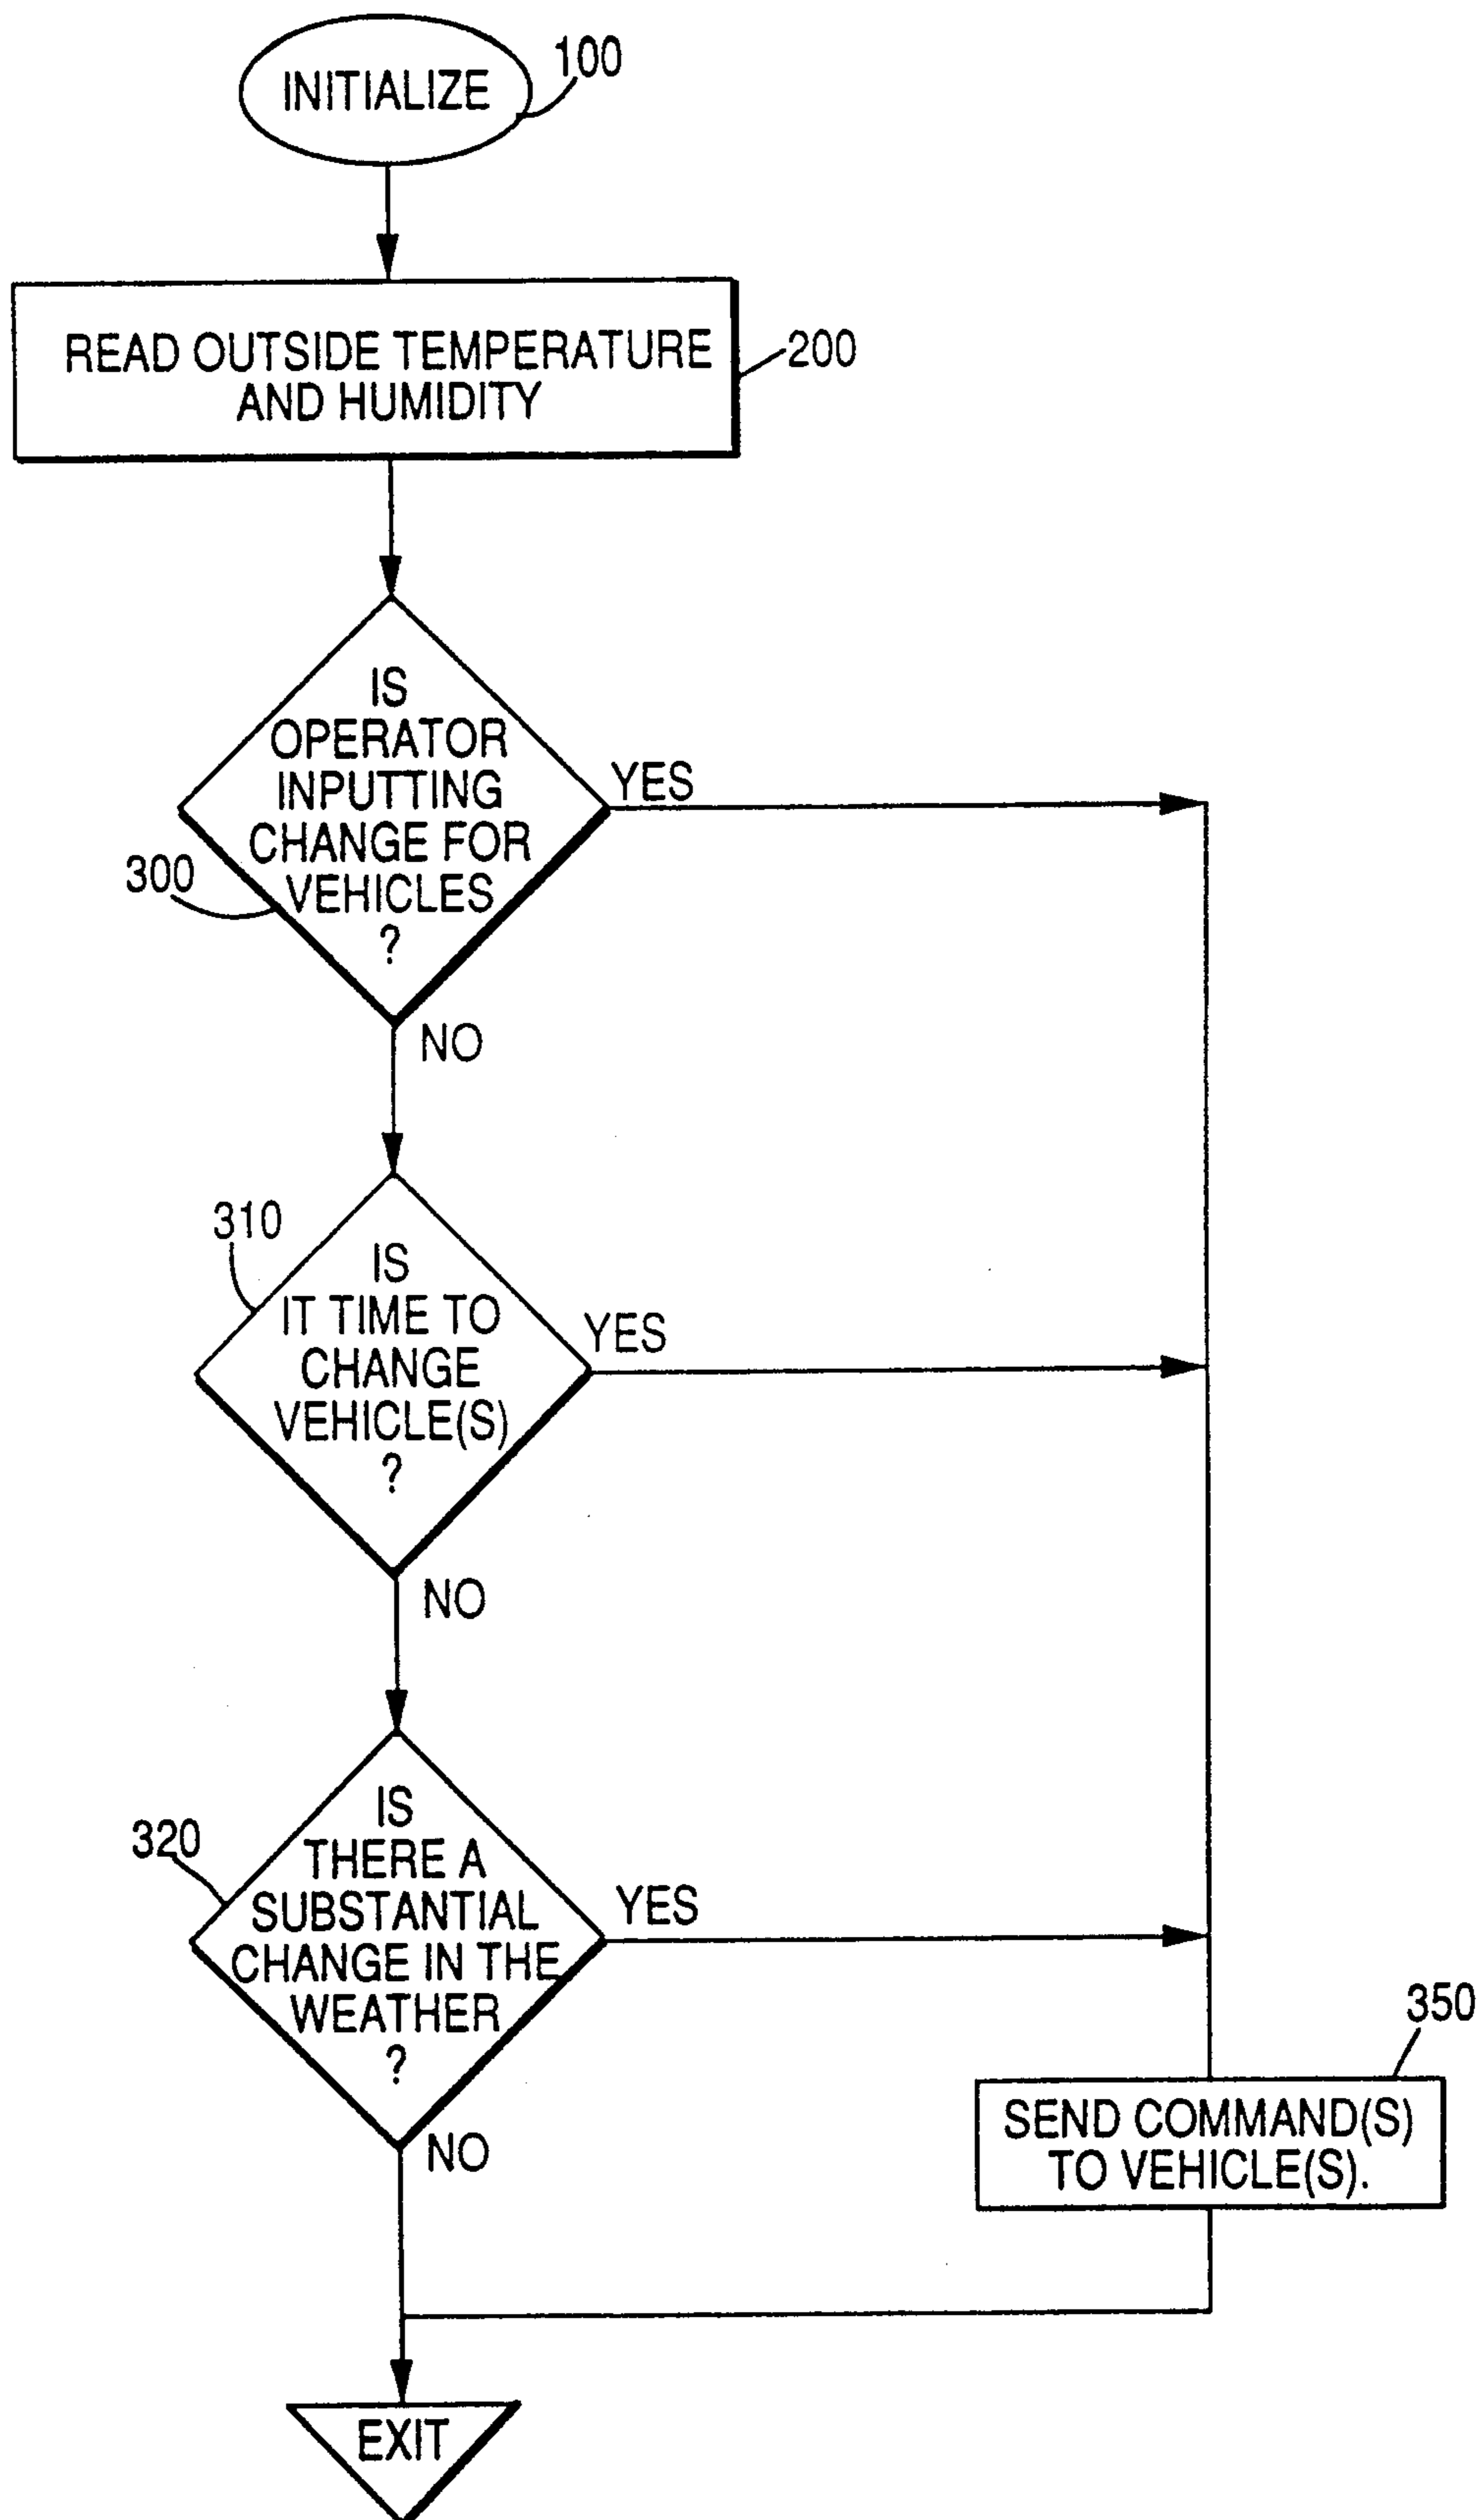 INITIALIZE
100
READ OUTSIDE TEMPERATURE
AND HUMIDITY
200
IS
OPERATOR
INPUTTING
CHANGE FOR
VEHICLES
?
YES
300
NO
310
IS
IT TIME TO
CHANGE
VEHICLE(S)
?
YES
NO
320
IS
THERE A
SUBSTANTIAL
CHANGE IN THE
WEATHER
?
YES
NO
350
SEND COMMAND(S)
TO VEHICLE(S).
EXIT